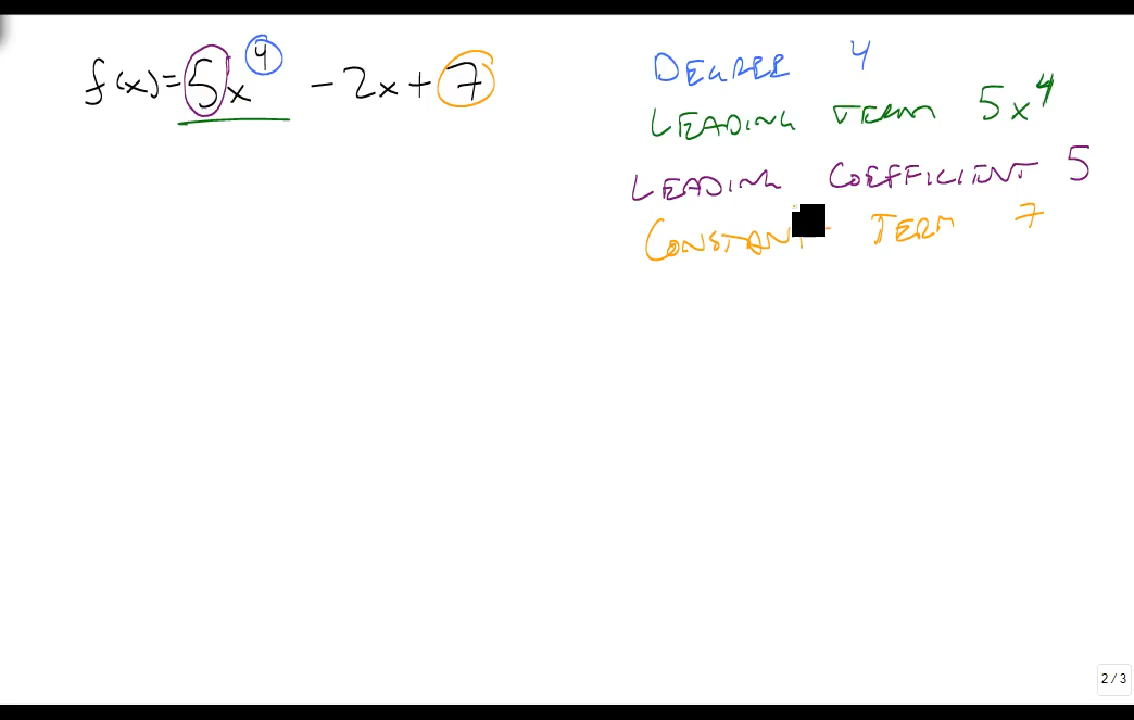 f(x)=5x⁴ -2x+7
DEGREE 4
LEADING TERM 5x⁴
LEADING COEFFICIENT 5
CONSTANT TERM 7
2/3